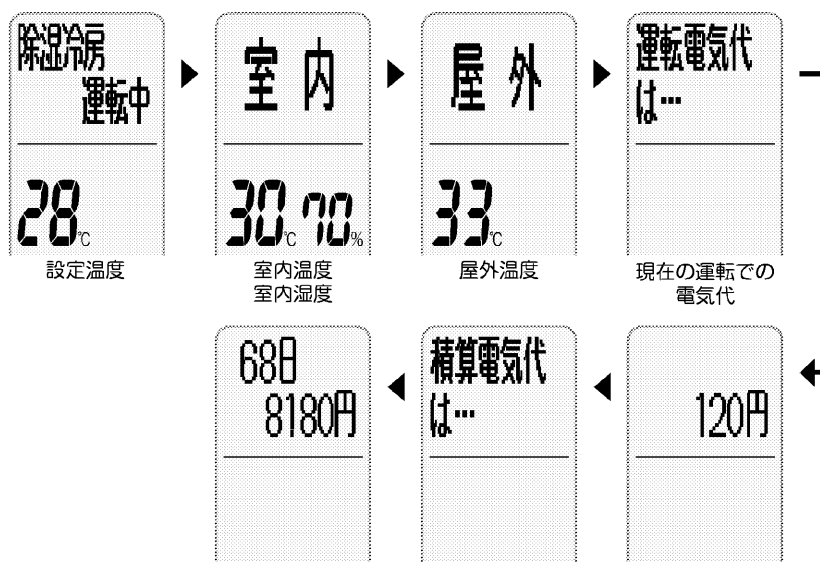 除湿冷房
運転中
28℃
設定温度
室内
30℃ 70%
室内温度
室内湿度
屋外
33℃
屋外温度
運転電気代
は…
現在の運転での
電気代
120円
積算電気代
は…
68日
8180円